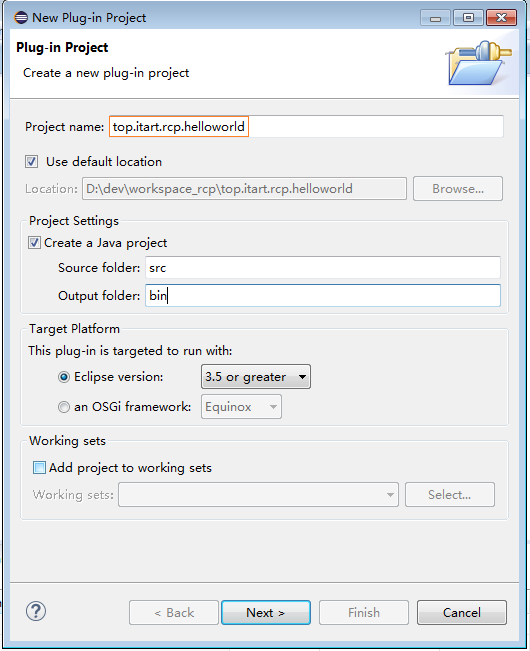 New Plug-in Project
Plug-in Project
Create a new plug-in project
Project name: top.itart.rcp.helloworld
Use default location
Location: D:\dev\workspace_rcp\top.itart.rcp.helloworld Browse...
Project Settings
Create a Java project
Source folder: src
Output folder: bin
Target Platform
This plug-in is targeted to run with:
Eclipse version: 3.5 or greater
an OSGi framework: Equinox
Working sets
Add project to working sets
Working sets: Select...
? < Back Next > Finish Cancel